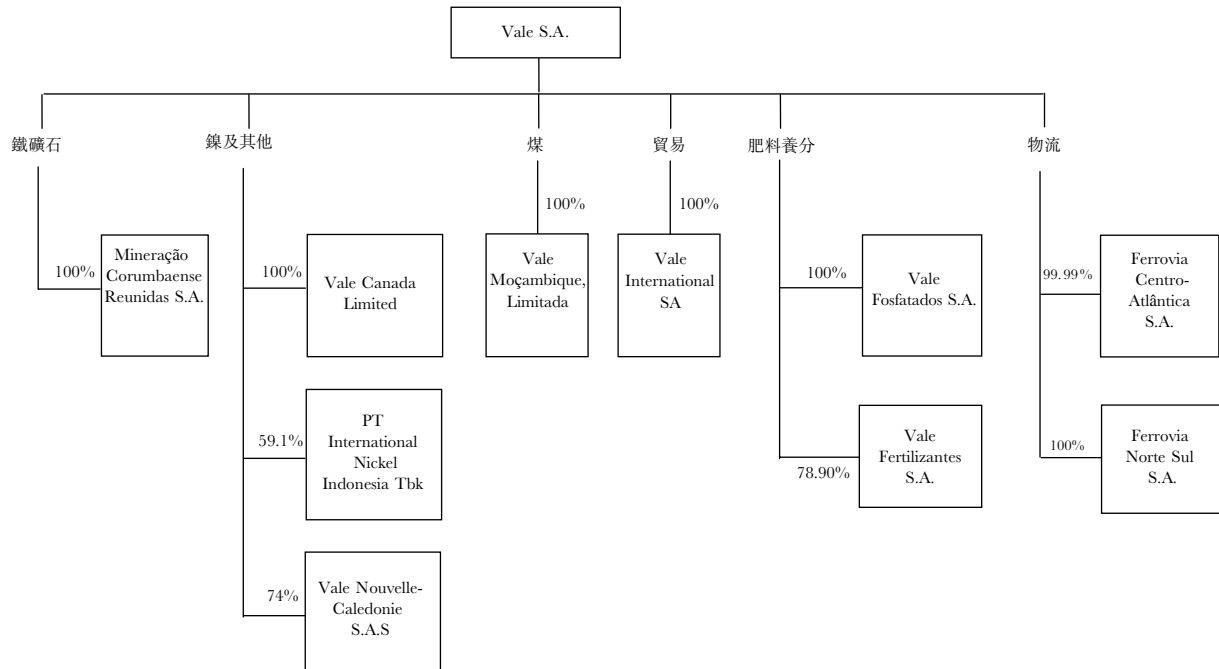 Vale S.A.
鐵礦石
鎳及其他
煤
貿易
肥料養分
物流
100%
Mineração
Corumbaense
Reunidas S.A.
100%
Vale Canada
Limited
59.1%
PT
International
Nickel
Indonesia Tbk
74%
Vale Nouvelle-
Caledonie
S.A.S
100%
Vale
Moçambique,
Limitada
100%
Vale
International
SA
100%
Vale
Fosfatados S.A.
78.90%
Vale
Fertilizantes
S.A.
99.99%
Ferrovia
Centro-
Atlântica
S.A.
100%
Ferrovia
Norte Sul
S.A.